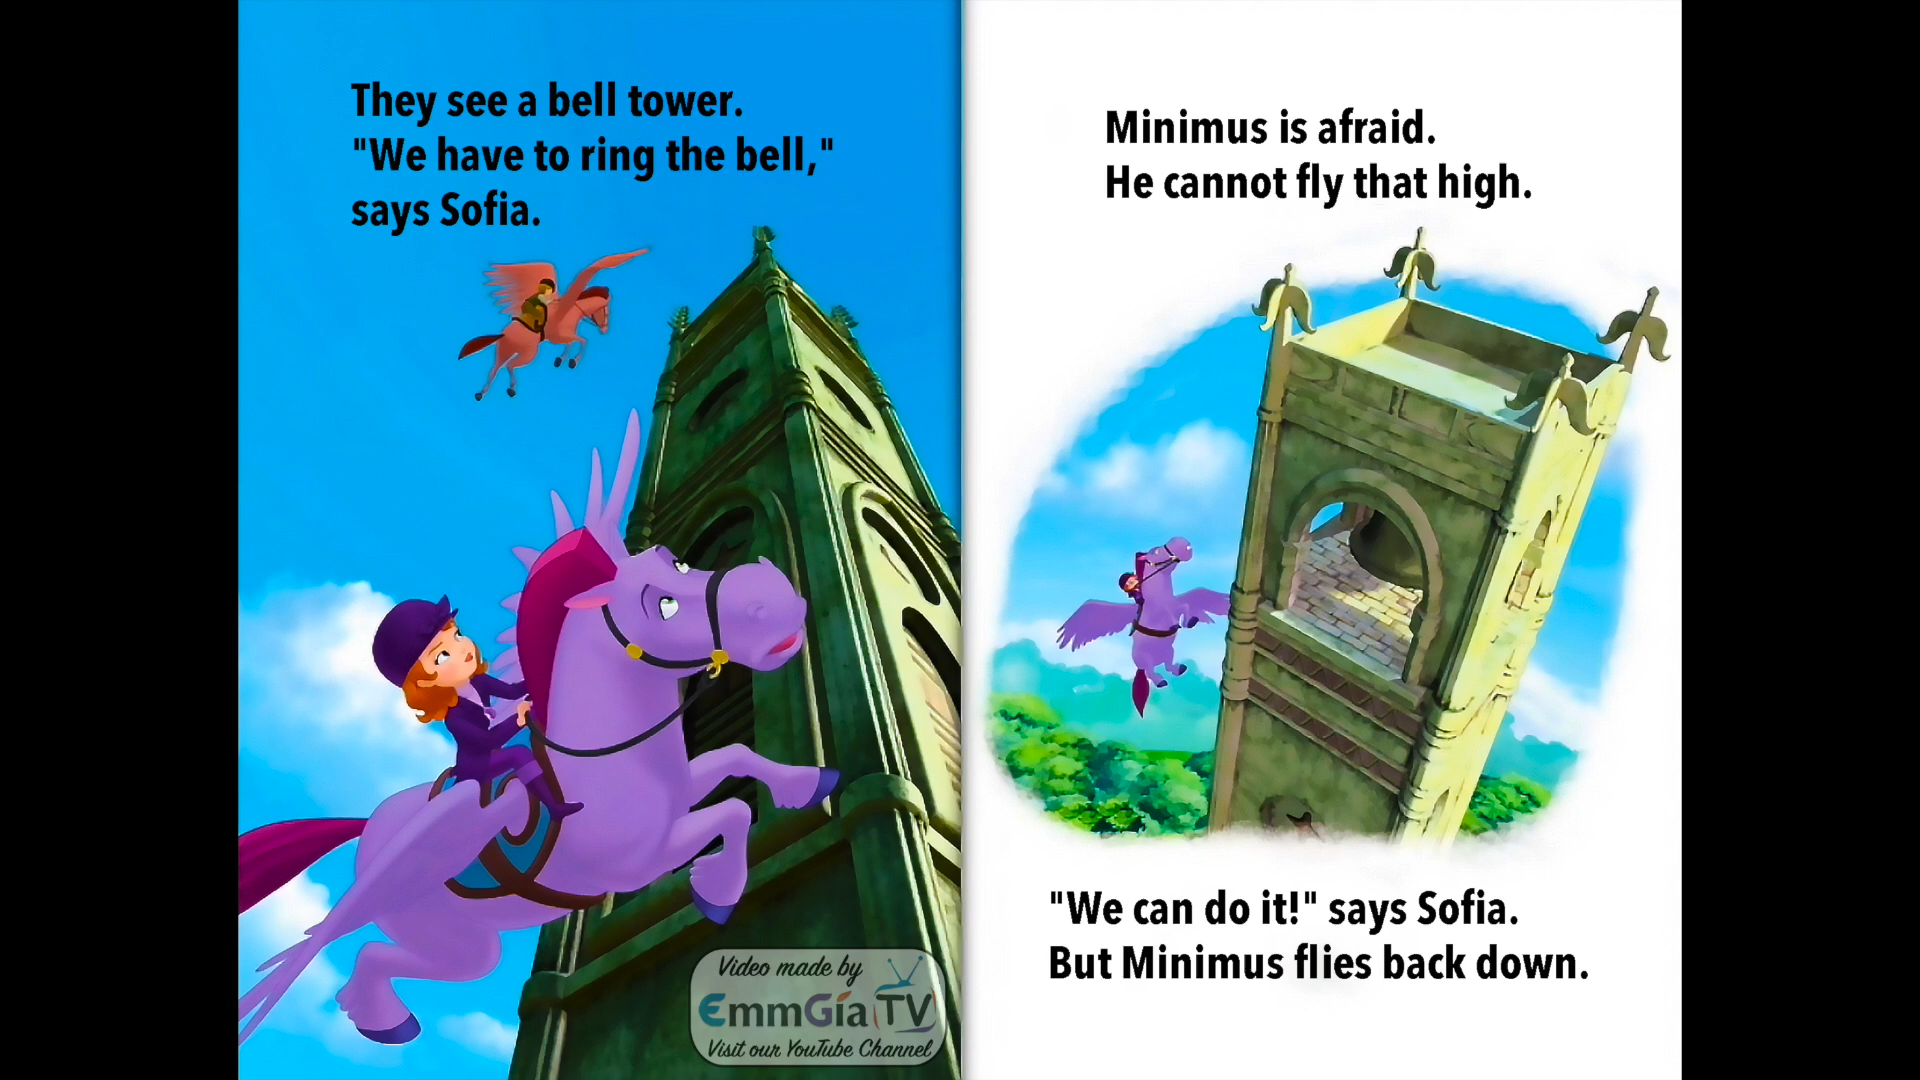 They see a bell tower.
"We have to ring the bell,"
says Sofia.
Minimus is afraid.
He cannot fly that high.
"We can do it!" says Sofia.
But Minimus flies back down.
Video made by
EmmGía TV
Visit our YouTube Channel